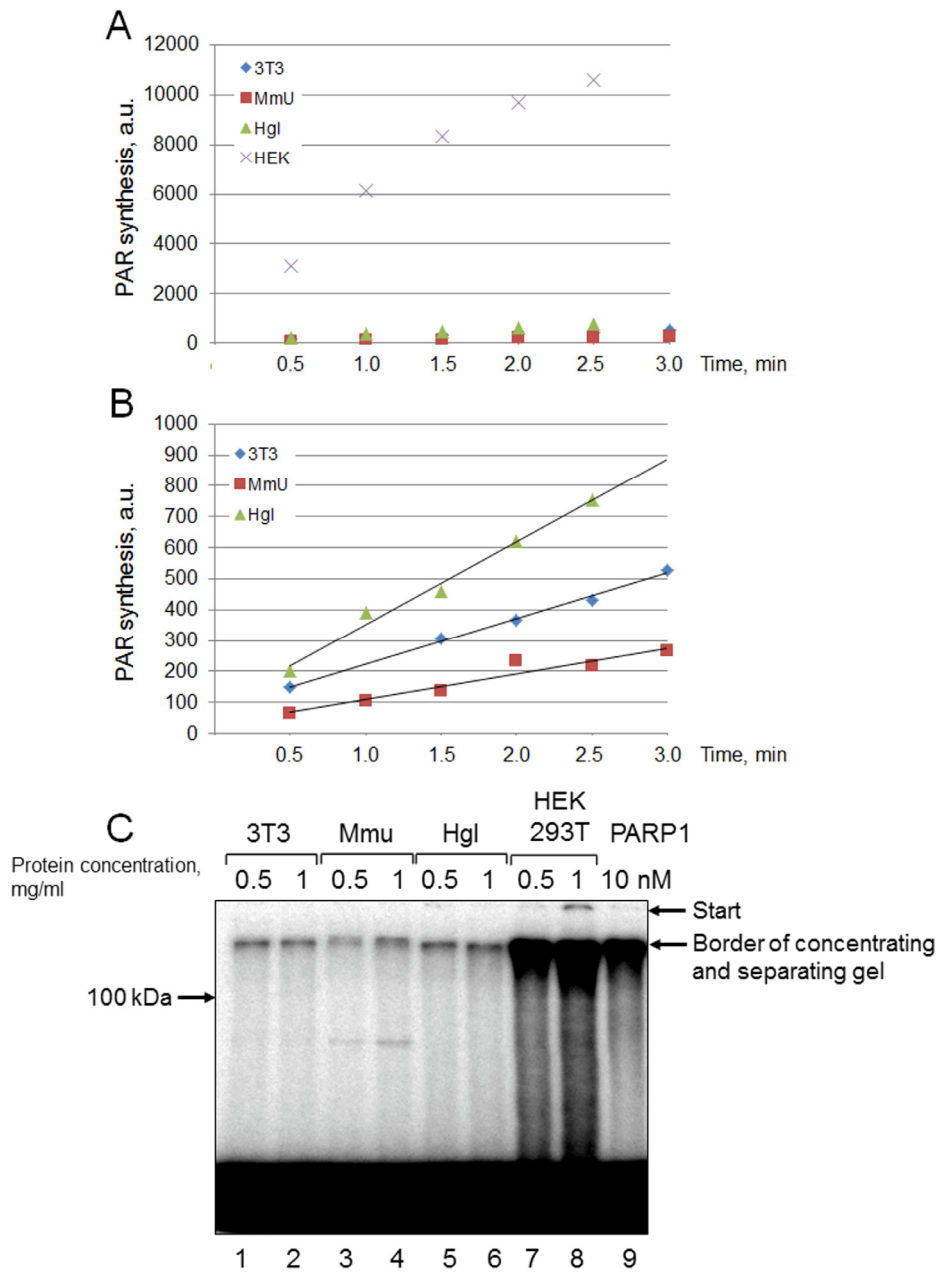 A
12000
10000
8000
6000
4000
2000
0
PAR synthesis, a.u.
3T3
MmU
Hgl
HEK
0.5 1.0 1.5 2.0 2.5 3.0 Time, min
B
1000
900
800
700
600
500
400
300
200
100
0
PAR synthesis, a.u.
3T3
MmU
Hgl
0.5 1.0 1.5 2.0 2.5 3.0 Time, min
C
3T3 Mmu Hgl HEK 293T PARP1
Protein concentration,
mg/ml
0.5 1 0.5 1 0.5 1 0.5 1 10 nM
Start
Border of concentrating
and separating gel
100 kDa
1 2 3 4 5 6 7 8 9